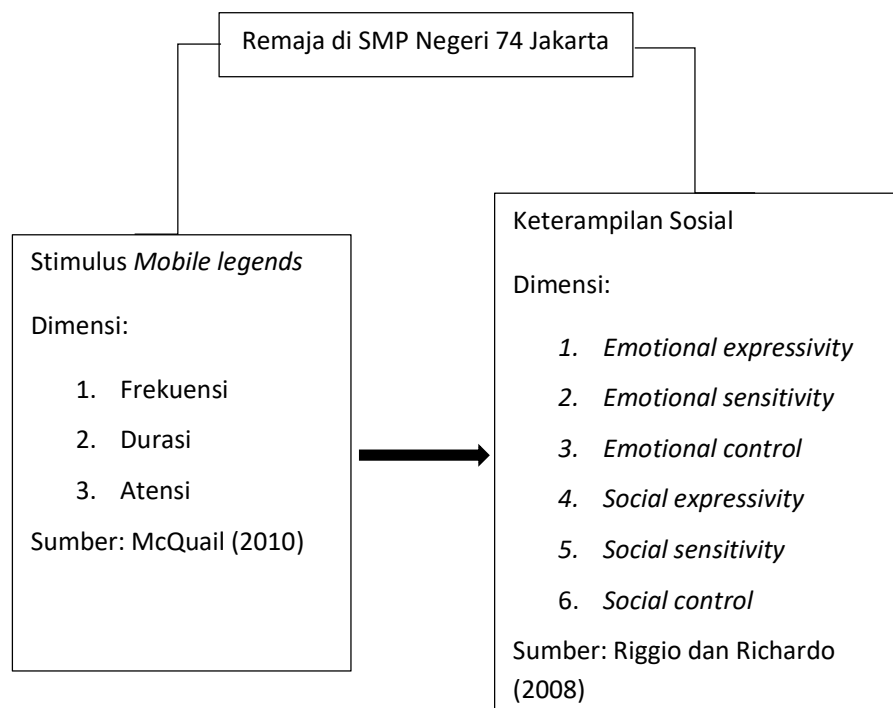 Remaja di SMP Negeri 74 Jakarta
Stimulus Mobile legends
Dimensi:
1. Frekuensi
2. Durasi
3. Atensi
Sumber: McQuail (2010)
Keterampilan Sosial
Dimensi:
1. Emotional expressivity
2. Emotional sensitivity
3. Emotional control
4. Social expressivity
5. Social sensitivity
6. Social control
Sumber: Riggio dan Richardo
(2008)